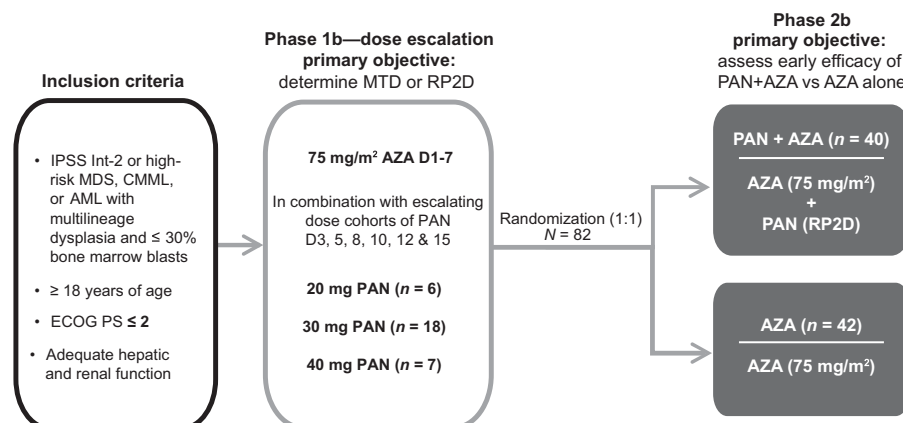 Inclusion criteria
• IPSS Int-2 or high-
risk MDS, CMML,
or AML with
multilineage
dysplasia and ≤ 30%
bone marrow blasts
• ≥ 18 years of age
• ECOG PS ≤ 2
• Adequate hepatic
and renal function
Phase 1b—dose escalation
primary objective:
determine MTD or RP2D
75 mg/m² AZA D1-7
In combination with escalating
dose cohorts of PAN
D3, 5, 8, 10, 12 & 15
20 mg PAN (n = 6)
30 mg PAN (n = 18)
40 mg PAN (n = 7)
Randomization (1:1)
N = 82
Phase 2b
primary objective:
assess early efficacy of
PAN+AZA vs AZA alone
PAN + AZA (n = 40)
AZA (75 mg/m²)
+
PAN (RP2D)
AZA (n = 42)
AZA (75 mg/m²)